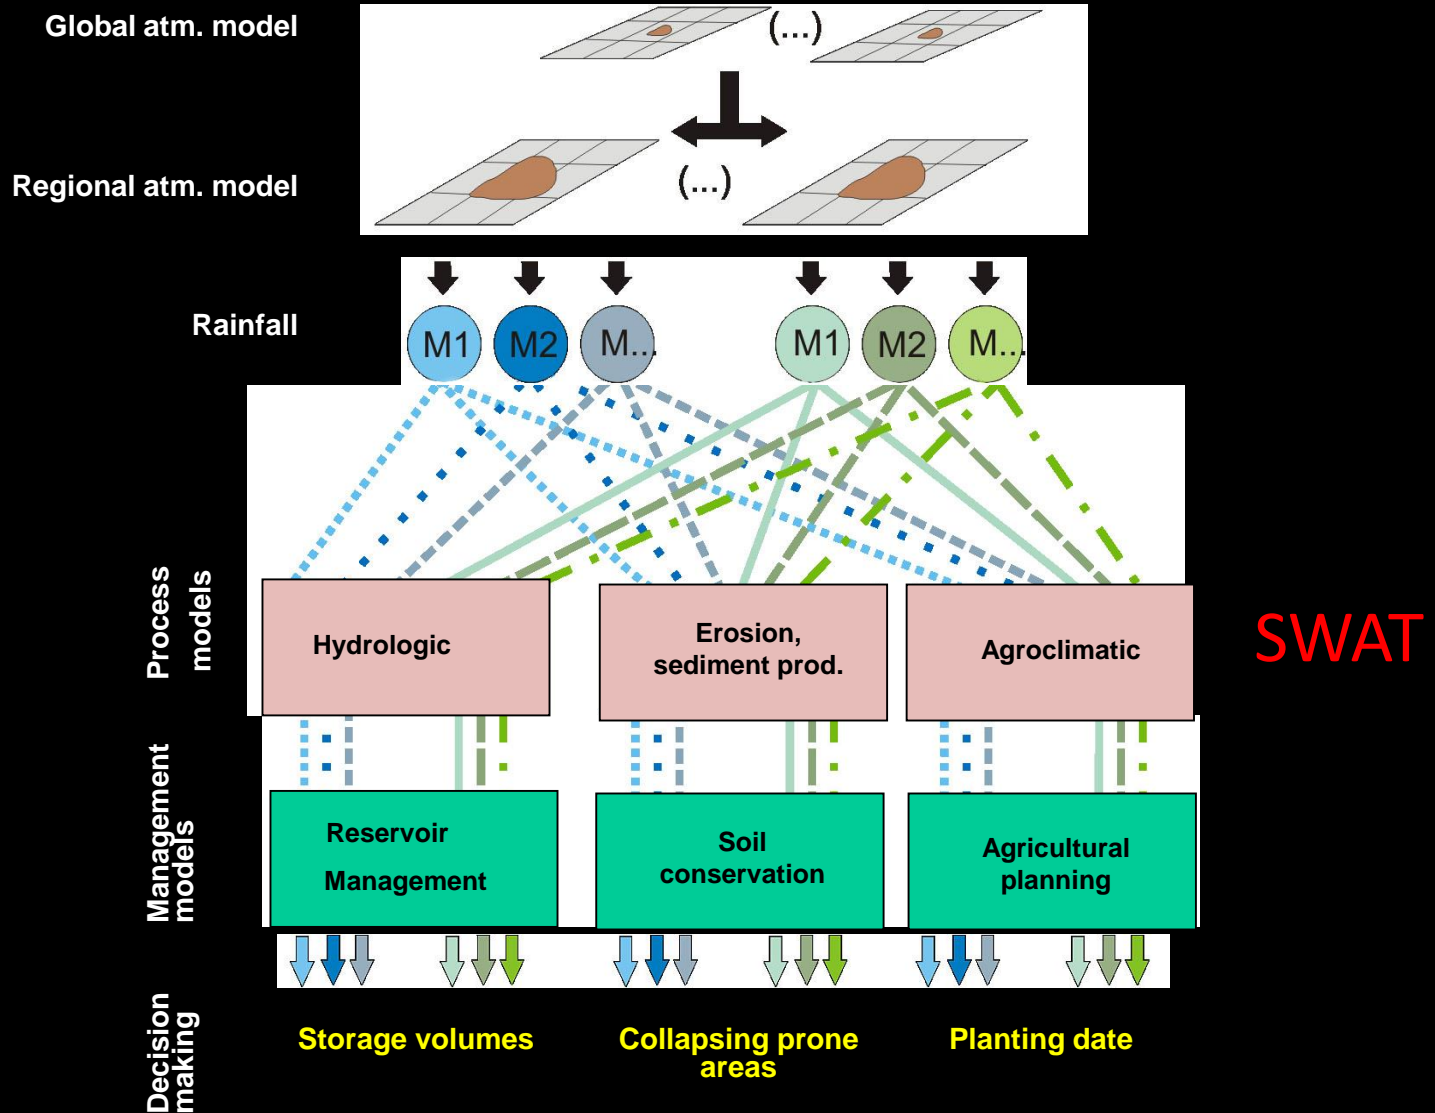 Global atm. model
(...)
Regional atm. model
(...)
Rainfall
M1 M2 M... M1 M2 M...
Process
models
Hydrologic
Erosion,
sediment prod.
Agroclimatic
SWAT
Management
models
Reservoir
Management
Soil
conservation
Agricultural
planning
Decision
making
Storage volumes
Collapsing prone
areas
Planting date